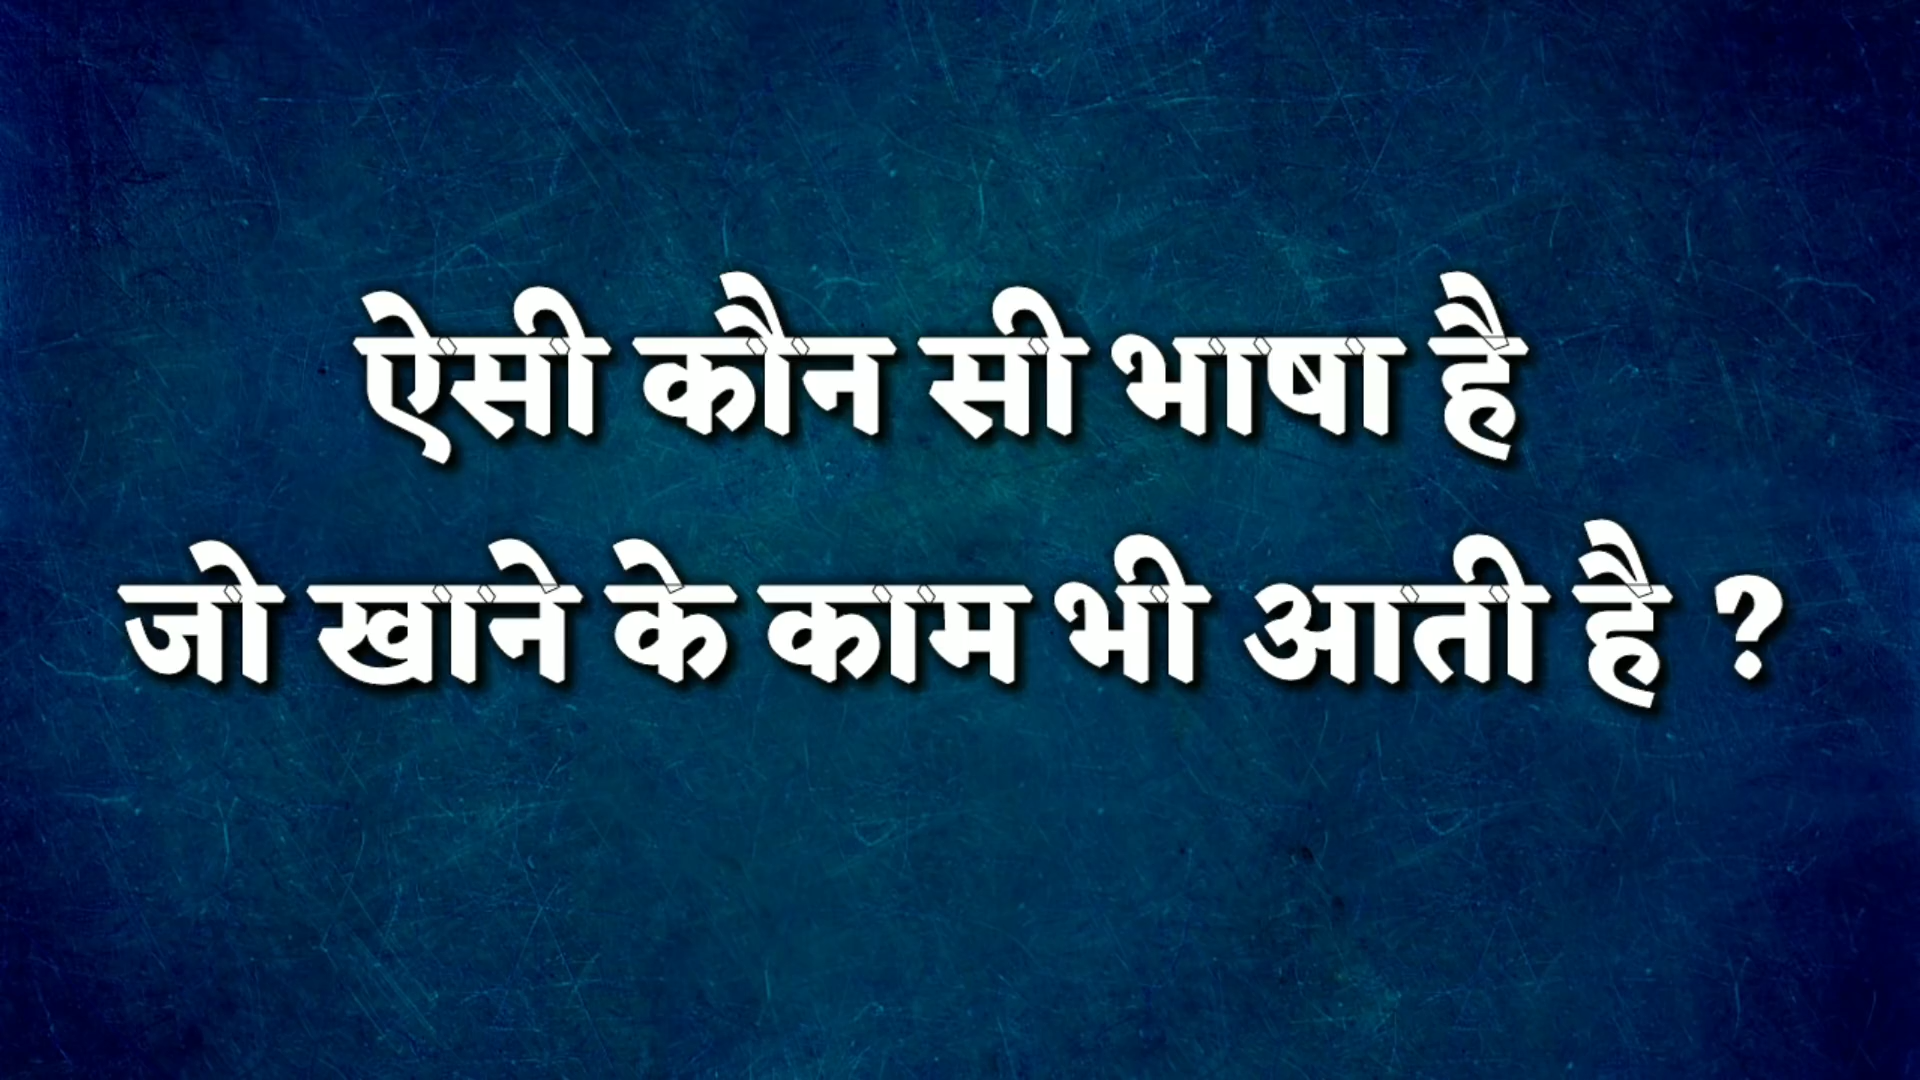 ऐसी कौन सी भाषा है
जो खाने के काम भी आती है ?